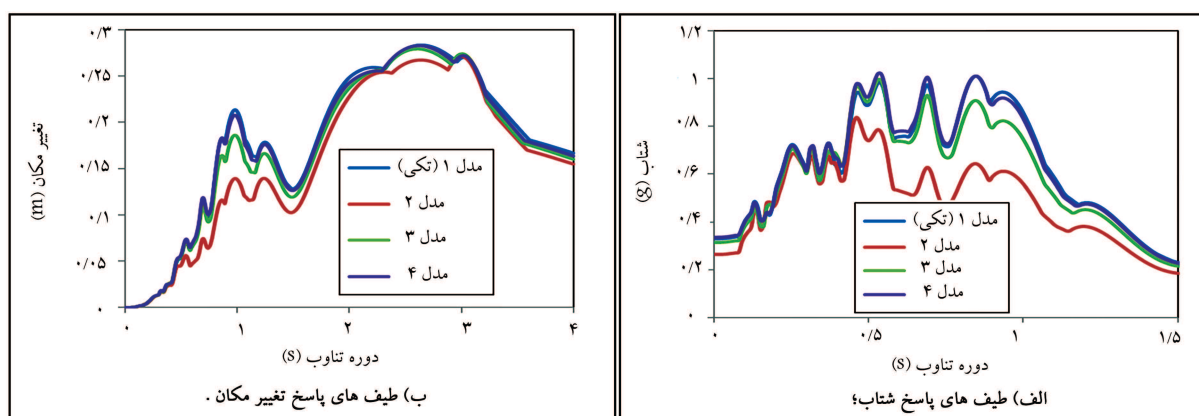 ۱/۲
۱
۰/۸
۰/۶
۰/۴
۰/۲
۰
شتاب (g)
مدل ۱ (تکی)
مدل ۲
مدل ۳
مدل ۴
۰ ۰/۵ ۱ ۱/۵
دوره تناوب (s)
الف) طیف های پاسخ شتاب؛
۰/۳
۰/۲۵
۰/۲
۰/۱۵
۰/۱
۰/۰۵
۰
تغییر مکان (m)
مدل ۱ (تکی)
مدل ۲
مدل ۳
مدل ۴
۰ ۱ ۲ ۳ ۴
دوره تناوب (s)
ب) طیف های پاسخ تغییر مکان .